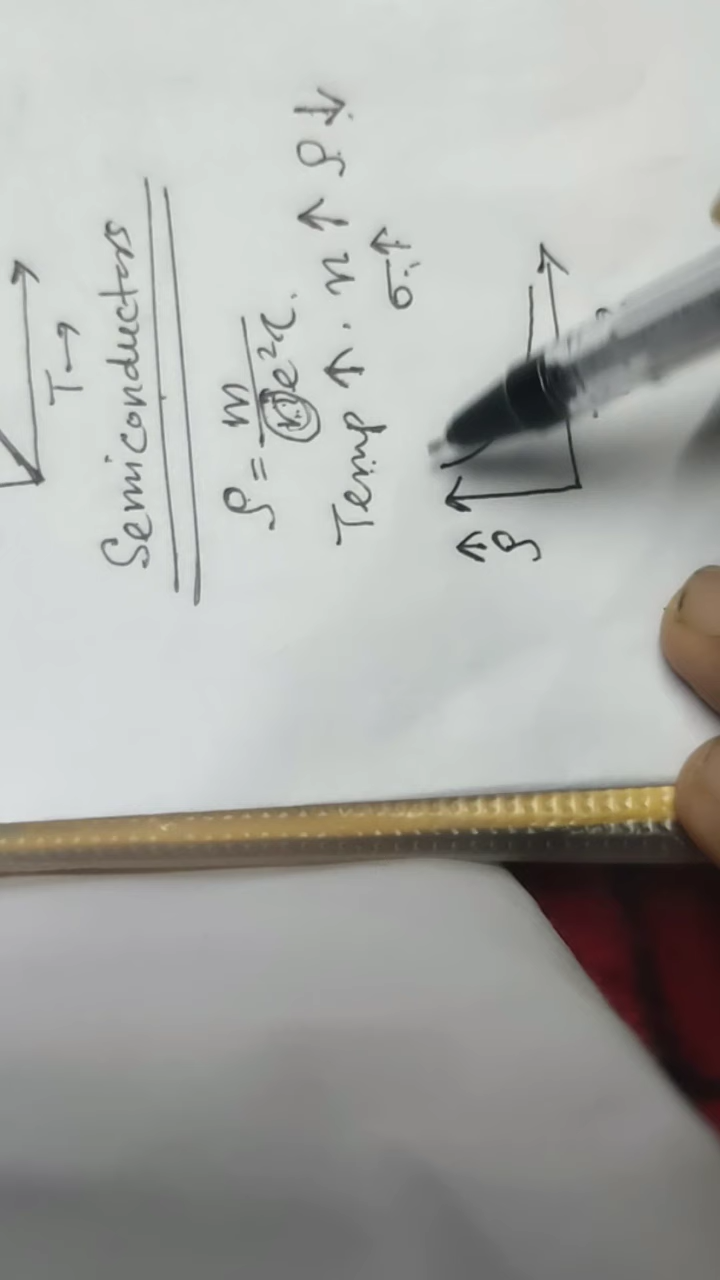 T→
Semiconductors
ρ = m / ne²τ.
Temp ↑. n ↑ ρ ↓
σ ↑
↑ ρ